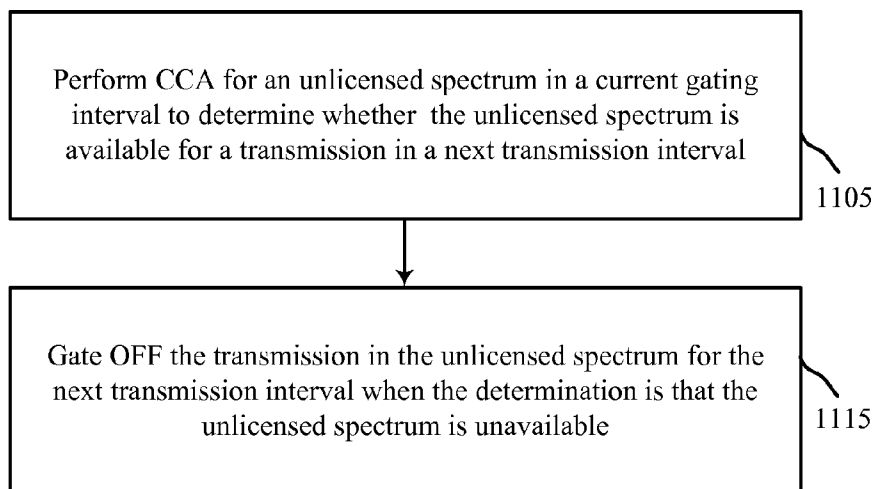 Perform CCA for an unlicensed spectrum in a current gating
interval to determine whether the unlicensed spectrum is
available for a transmission in a next transmission interval
1105
Gate OFF the transmission in the unlicensed spectrum for the
next transmission interval when the determination is that the
unlicensed spectrum is unavailable
1115